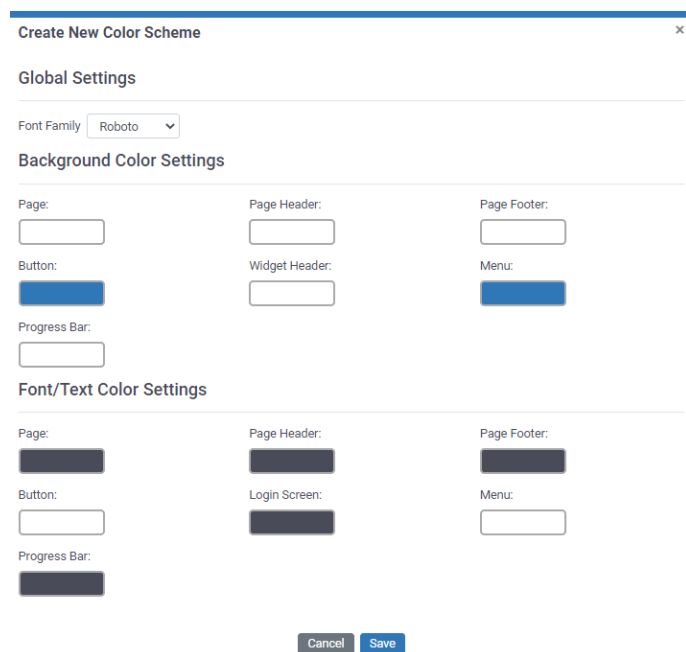 Create New Color Scheme ×
Global Settings
Font Family Roboto
Background Color Settings
Page: Page Header: Page Footer:
Button: Widget Header: Menu:
Progress Bar:
Font/Text Color Settings
Page: Page Header: Page Footer:
Button: Login Screen: Menu:
Progress Bar:
Cancel Save